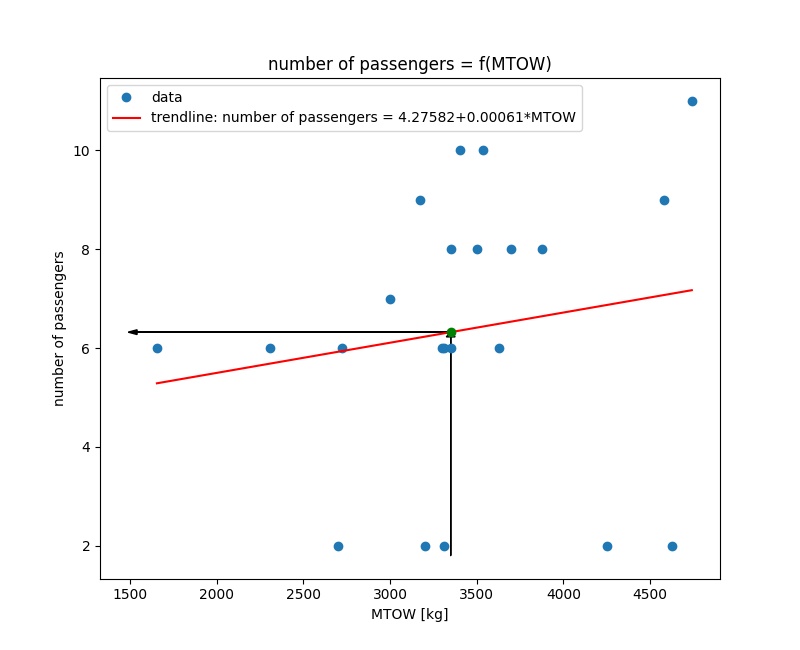 number of passengers = f(MTOW)
data
trendline: number of passengers = 4.27582+0.00061*MTOW
10
8
6
4
2
number of passengers
1500 2000 2500 3000 3500 4000 4500
MTOW [kg]